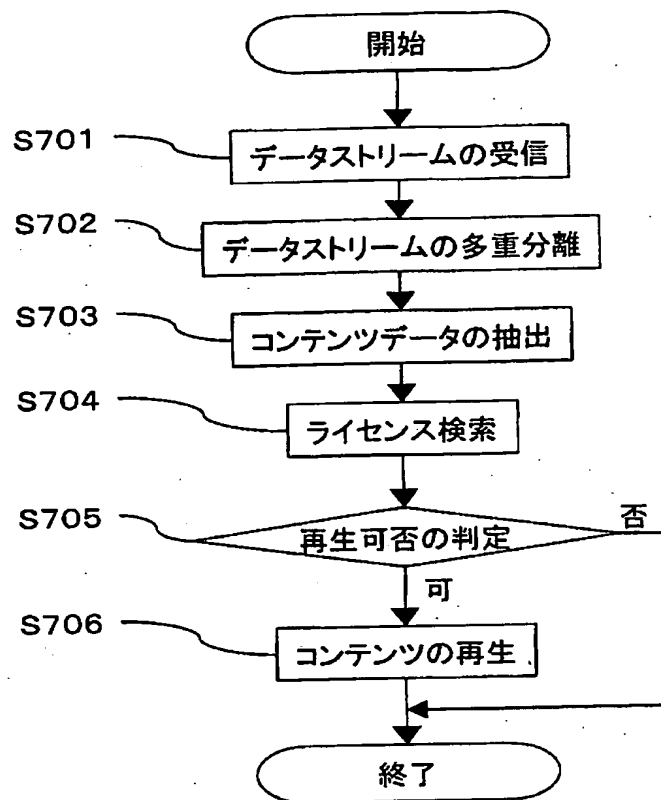 開始
S701
データストリームの受信
S702
データストリームの多重分離
S703
コンテンツデータの抽出
S704
ライセンス検索
S705
再生可否の判定
否
可
S706
コンテンツの再生
終了